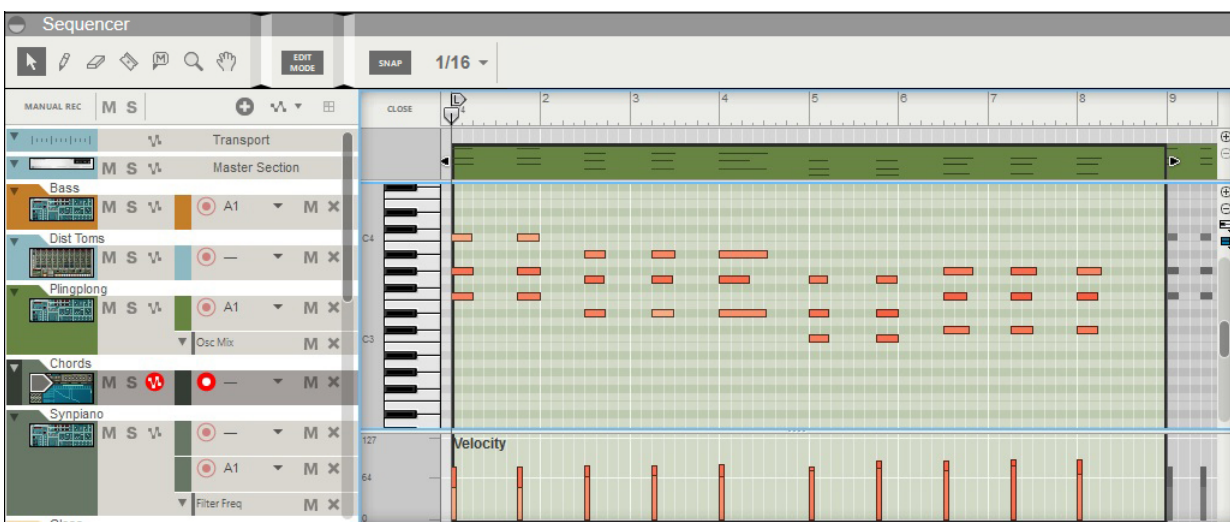 Sequencer
M
EDIT MODE
SNAP
1/16
MANUAL REC M S
CLOSE
L
4 2 3 4 5 6 7 8 9
Transport
M S Master Section
Bass
M S A1 M
C4
Dist Toms
M S — M
Plingplong
M S A1 M
Osc Mix M
C3
Chords
M S — M
Synpiano
M S — M
A1 M
Filter Freq M
127
Velocity
64
0